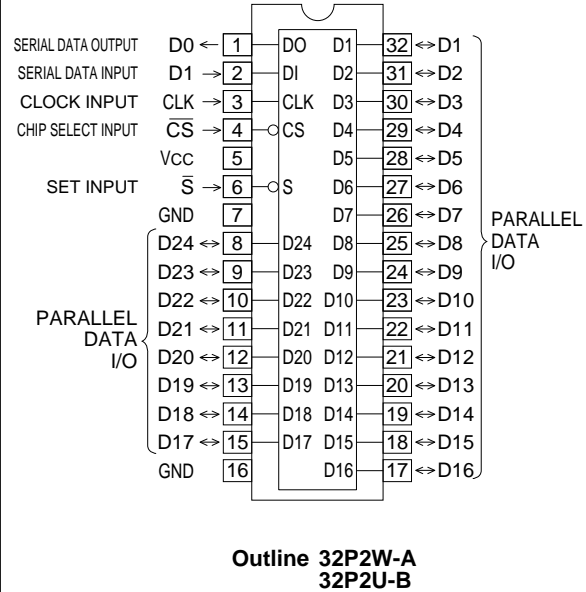 SERIAL DATA OUTPUT D0 ← 1 DO D1 32 ↔ D1
SERIAL DATA INPUT D1 → 2 DI D2 31 ↔ D2
CLOCK INPUT CLK → 3 CLK D3 30 ↔ D3
CHIP SELECT INPUT C̅S̅ → 4 CS D4 29 ↔ D4
VCC 5 D5 28 ↔ D5
SET INPUT S̅ → 6 S D6 27 ↔ D6
GND 7 D7 26 ↔ D7
D24 ↔ 8 D24 D8 25 ↔ D8
D23 ↔ 9 D23 D9 24 ↔ D9
D22 ↔ 10 D22 D10 23 ↔ D10
D21 ↔ 11 D21 D11 22 ↔ D11
D20 ↔ 12 D20 D12 21 ↔ D12
D19 ↔ 13 D19 D13 20 ↔ D13
D18 ↔ 14 D18 D14 19 ↔ D14
D17 ↔ 15 D17 D15 18 ↔ D15
GND 16 D16 17 ↔ D16
PARALLEL
DATA
I/O
PARALLEL
DATA
I/O
Outline 32P2W-A
32P2U-B